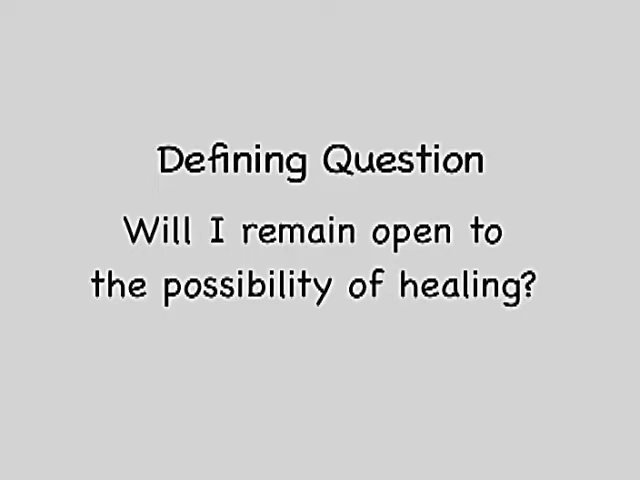 Defining Question
Will I remain open to
the possibility of healing?